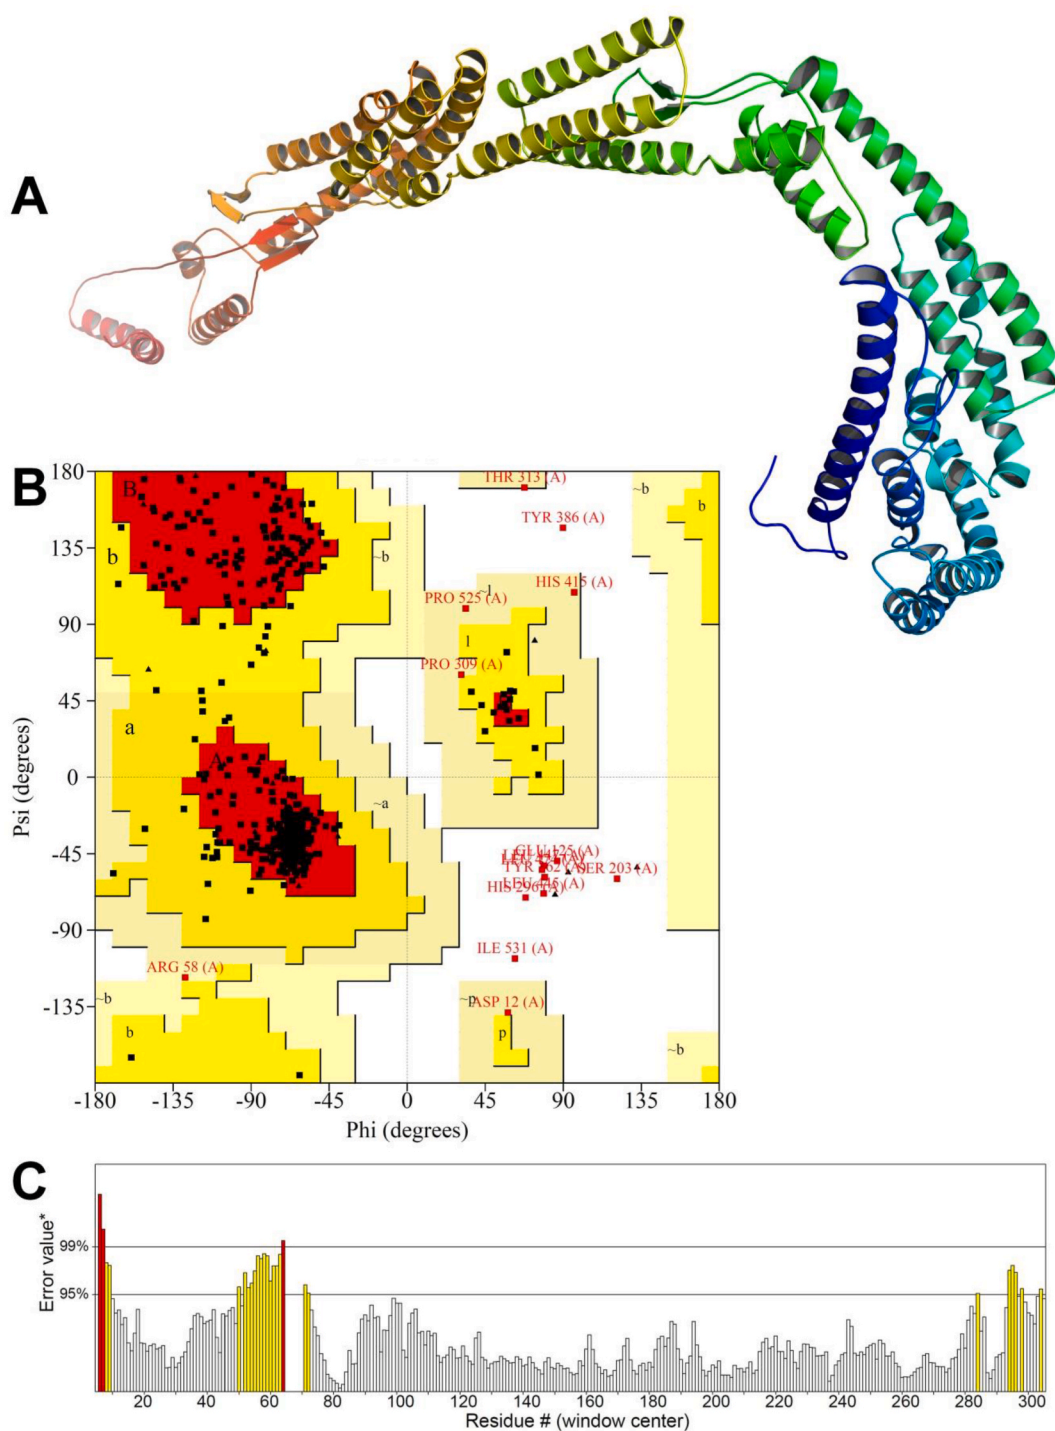 A
B
180
135
90
45
0
-45
-90
-135
-180
Psi (degrees)
B
b
~b
b
~b
b
THR 313 (A)
TYR 386 (A)
HIS 415 (A)
~l
PRO 525 (A)
l
PRO 309 (A)
a
A
~a
GLU 125 (A)
SER 203 (A)
HIS 296 (A)
ILE 531 (A)
ARG 58 (A)
~b
~p
ASP 12 (A)
b
p
~b
-180 -135 -90 -45 0 45 90 135 180
Phi (degrees)
C
Error value*
99%
95%
20 40 60 80 100 120 140 160 180 200 220 240 260 280 300
Residue # (window center)